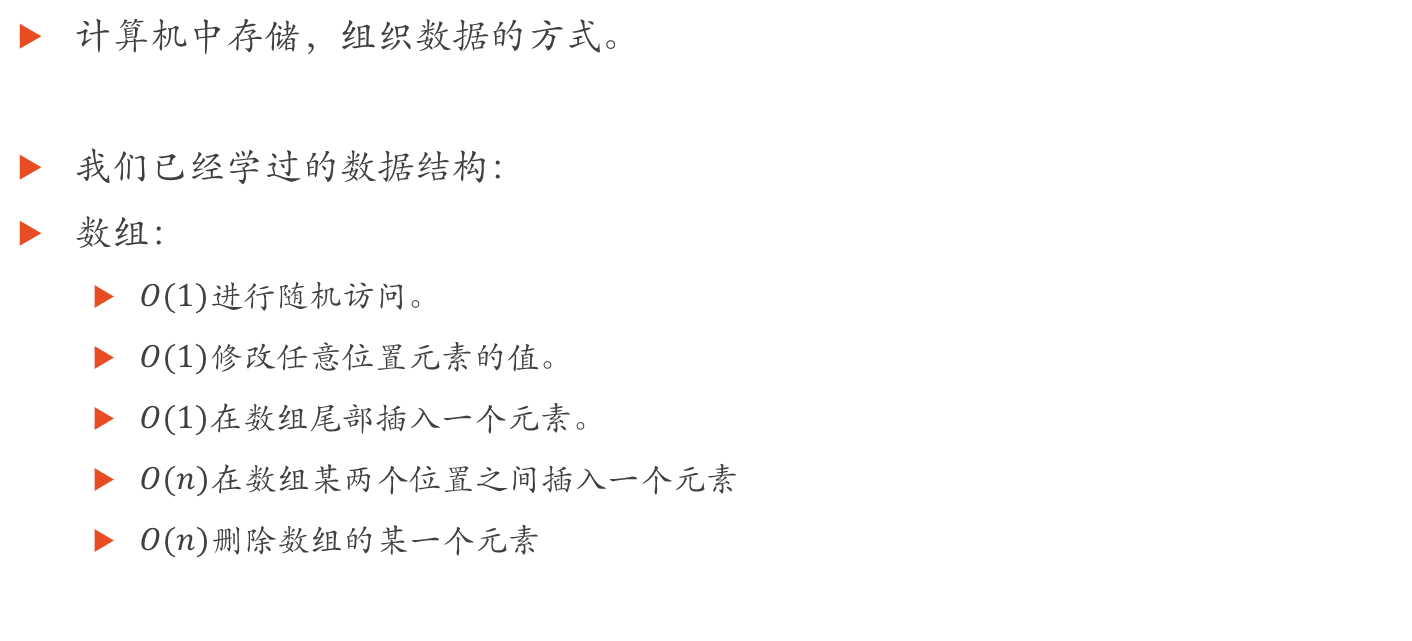 计算机中存储，组织数据的方式。
我们已经学过的数据结构：
数组：
O(1)进行随机访问。
O(1)修改任意位置元素的值。
O(1)在数组尾部插入一个元素。
O(n)在数组某两个位置之间插入一个元素
O(n)删除数组的某一个元素